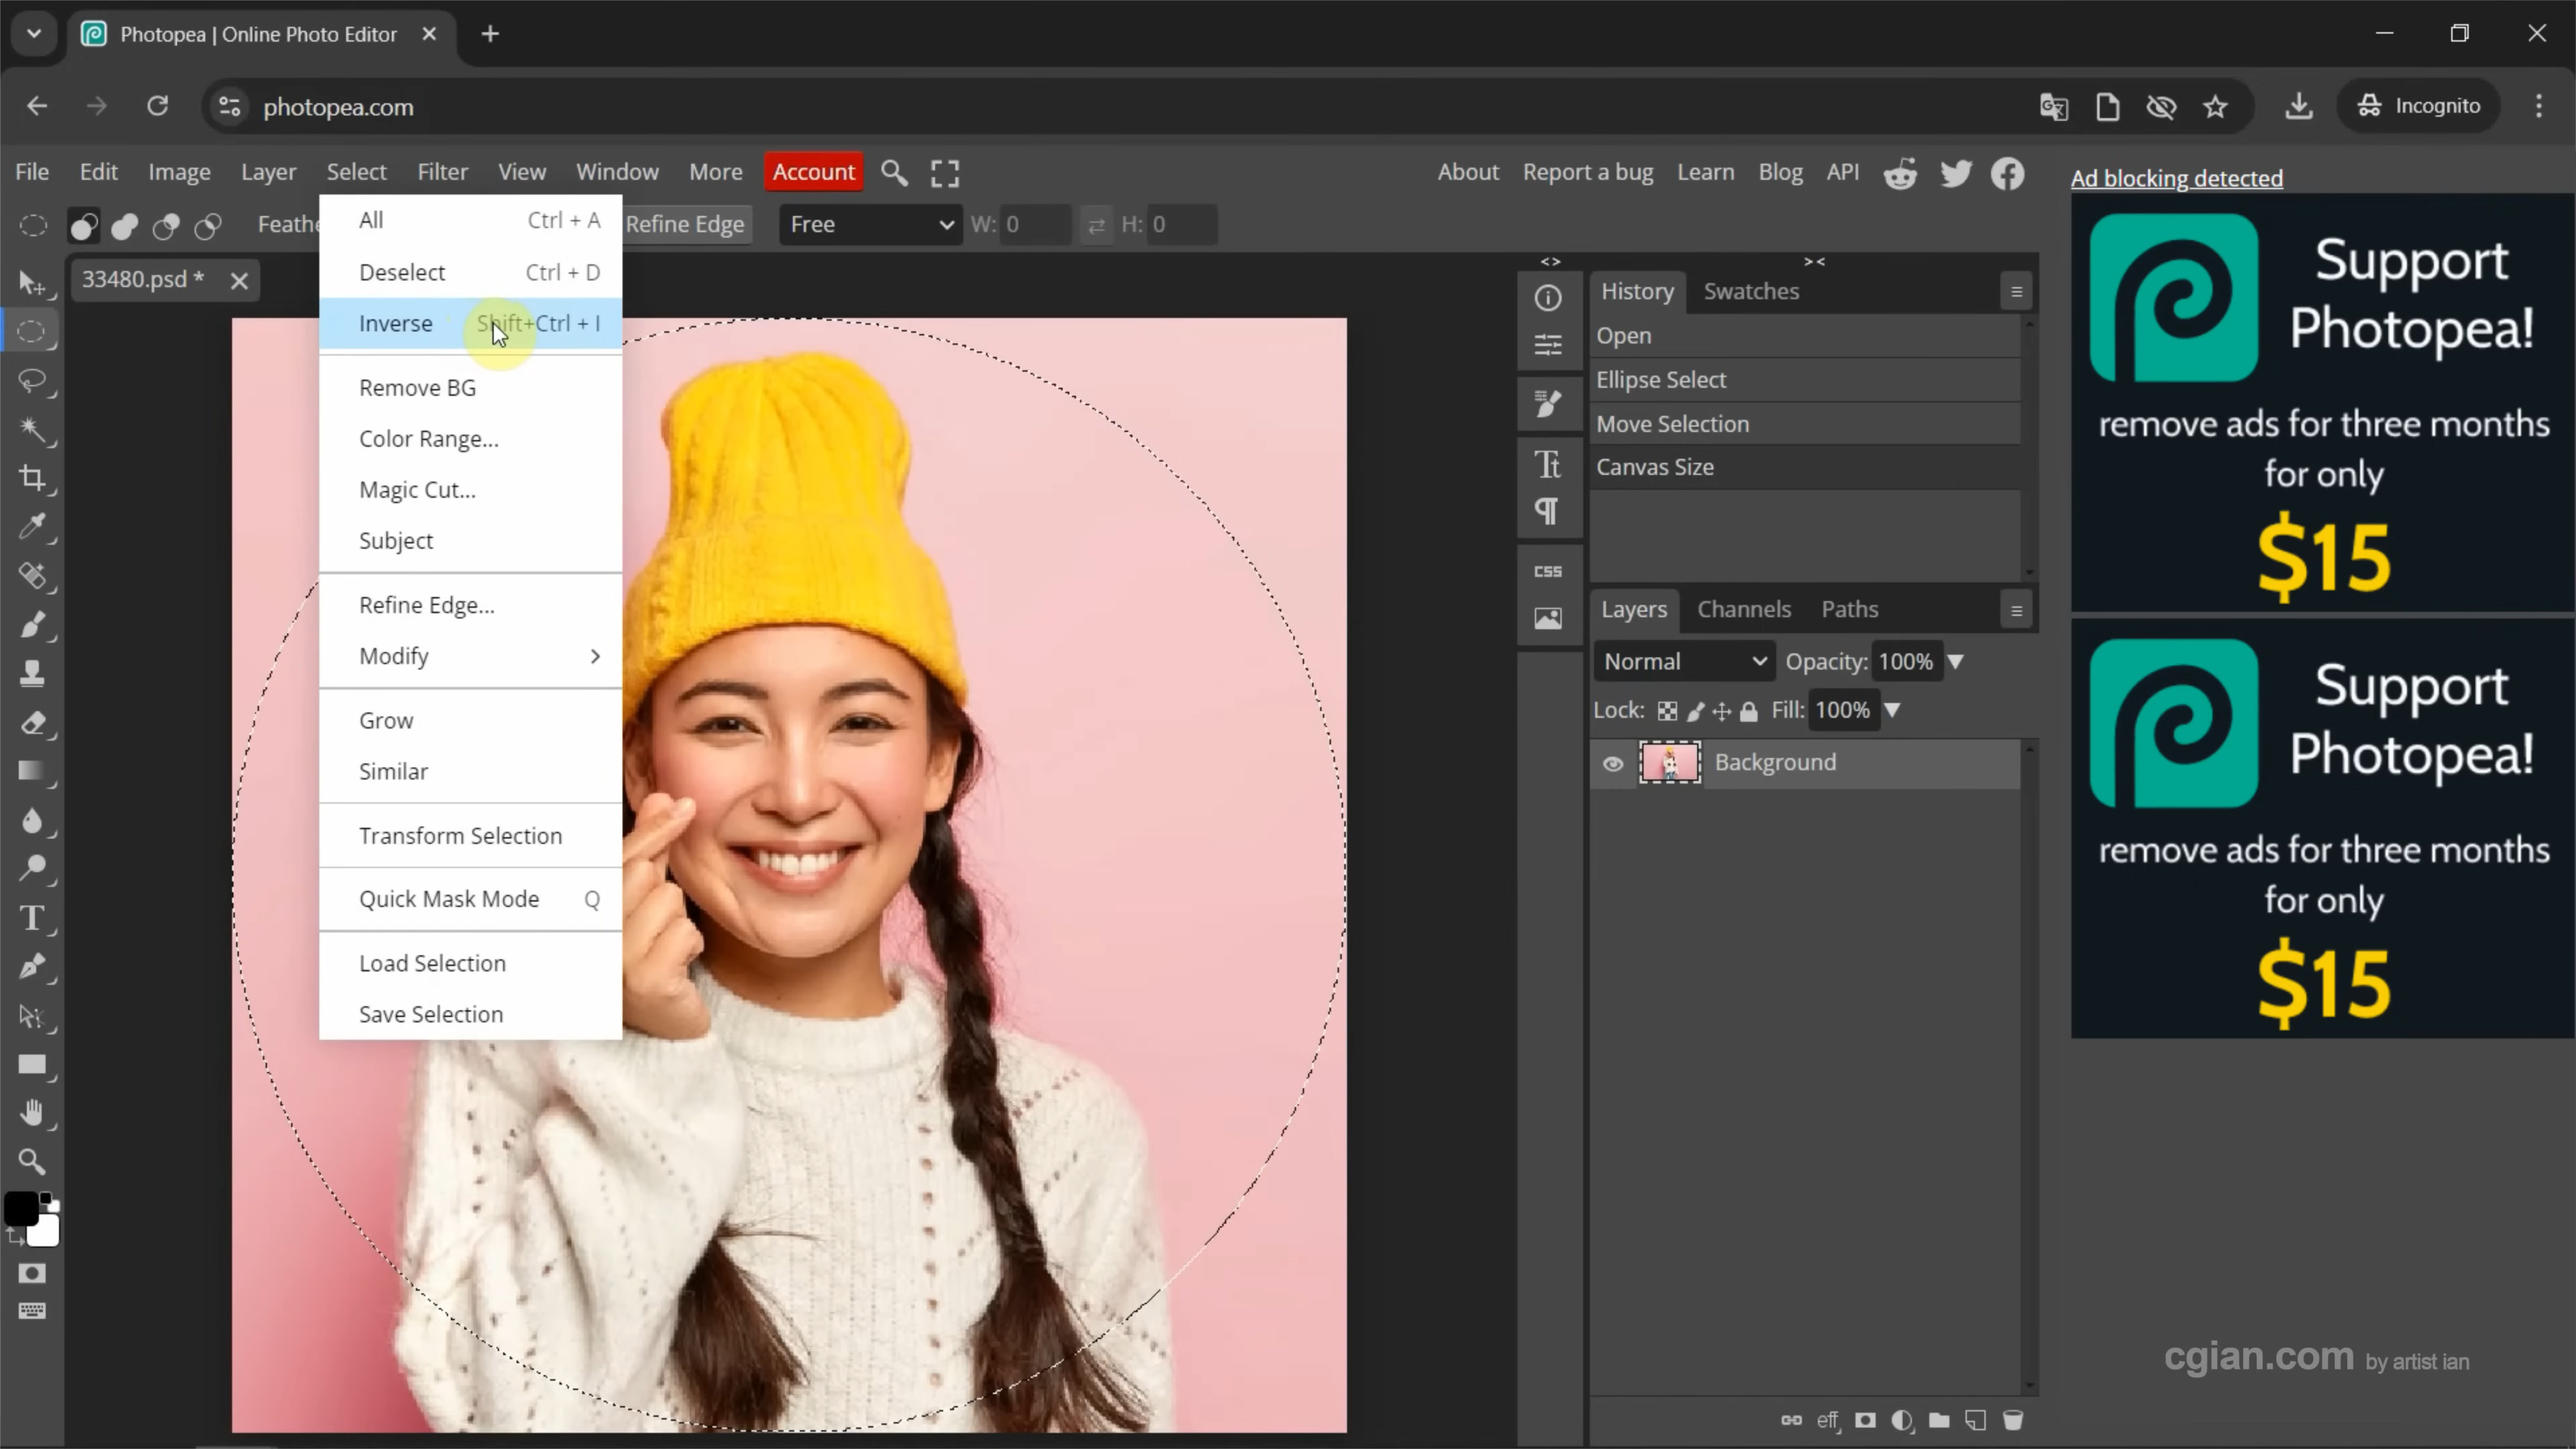 Photopea | Online Photo Editor
photopea.com
Incognito
File Edit Image Layer Select Filter View Window More Account
About Report a bug Learn Blog API
Ad blocking detected
Refine Edge Free W: 0 H: 0
33480.psd *
All Ctrl + A
Deselect Ctrl + D
Inverse Shift+Ctrl + I
Remove BG
Color Range...
Magic Cut...
Subject
Refine Edge...
Modify
Grow
Similar
Transform Selection
Quick Mask Mode Q
Load Selection
Save Selection
History Swatches
Open
Ellipse Select
Move Selection
Canvas Size
CSS
Layers Channels Paths
Normal Opacity: 100%
Lock: Fill: 100%
Background
eff
Support
Photopea!
remove ads for three months
for only
$15
Support
Photopea!
remove ads for three months
for only
$15
cgian.com by artist ian